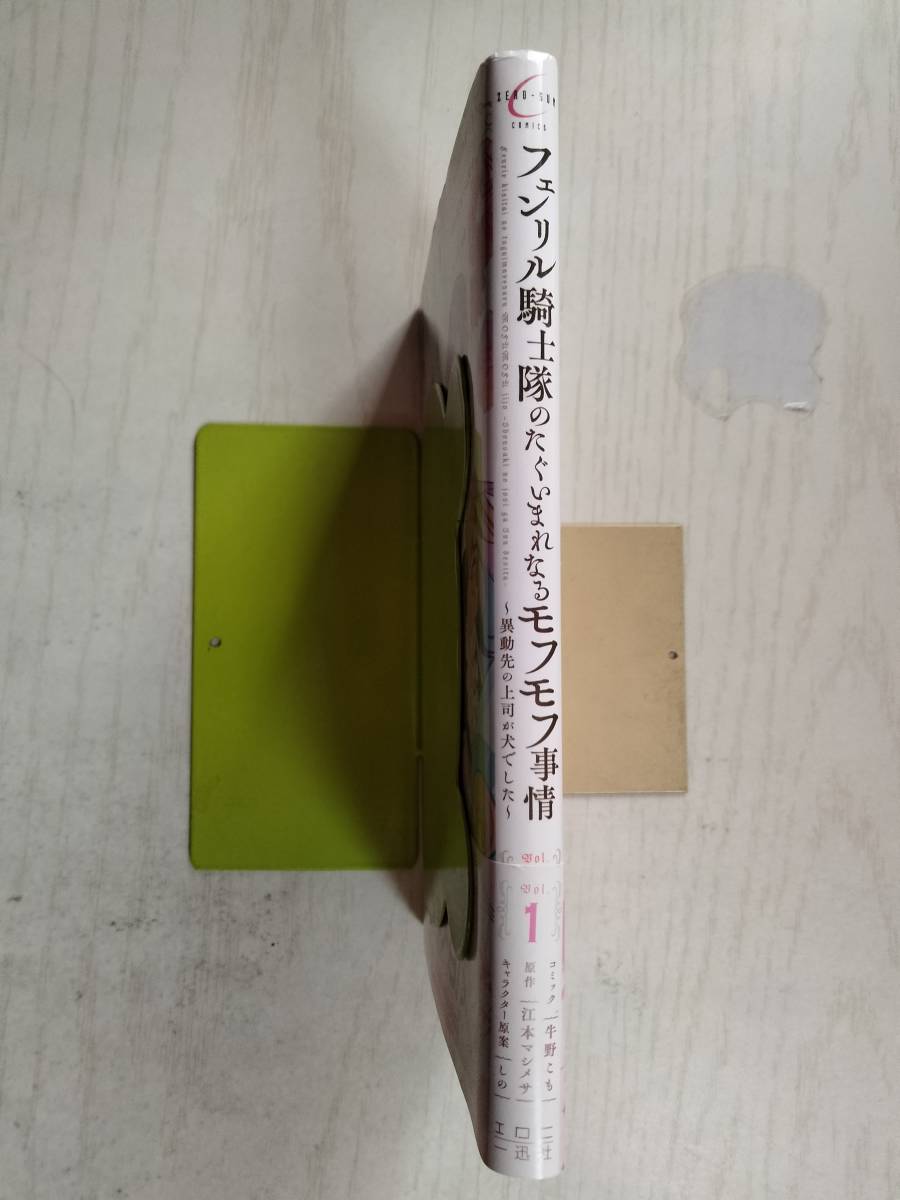 ZERO-SUM
COMICS
フェンリル騎士隊のたぐいまれなるモフモフ事情
～異動先の上司が犬でした～
Vol.
Vol.
1
コミック 牛野こも
原作 江本マシメサ
キャラクター原案 しの
一迅社